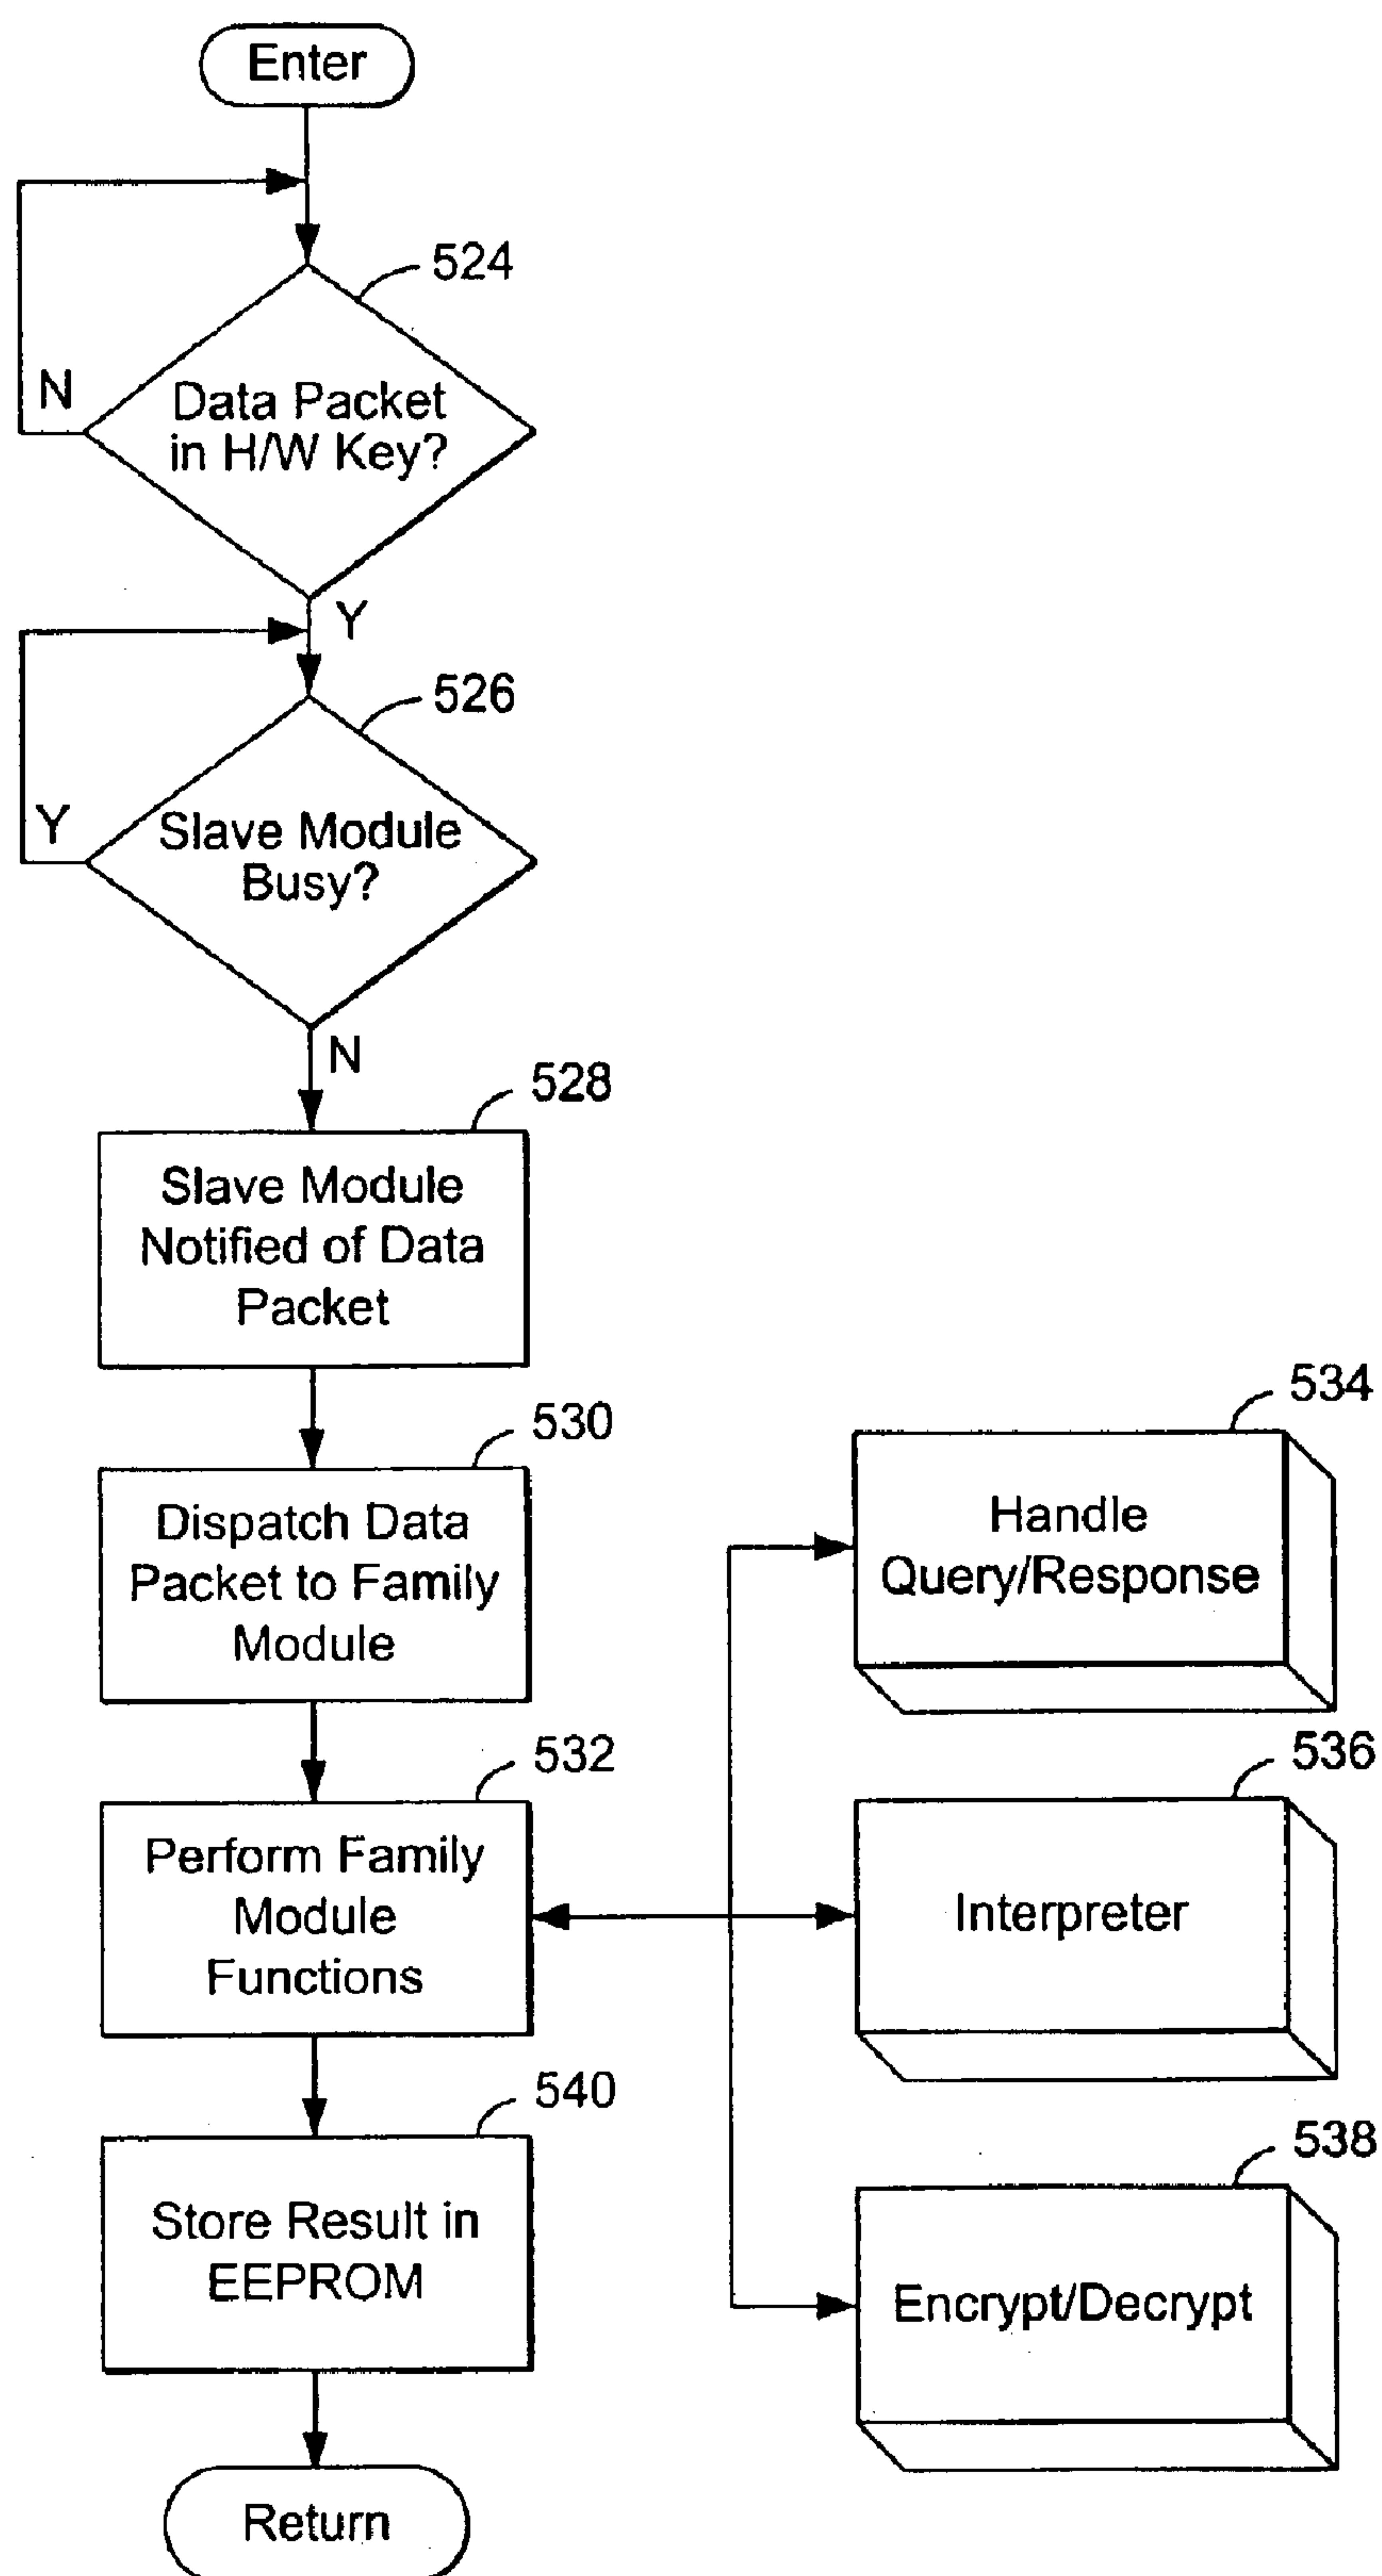 Enter
524
N
Data Packet
in H/W Key?
Y
526
Y
Slave Module
Busy?
N
528
Slave Module
Notified of Data
Packet
530
Dispatch Data
Packet to Family
Module
532
Perform Family
Module
Functions
534
Handle
Query/Response
536
Interpreter
538
Encrypt/Decrypt
540
Store Result in
EEPROM
Return